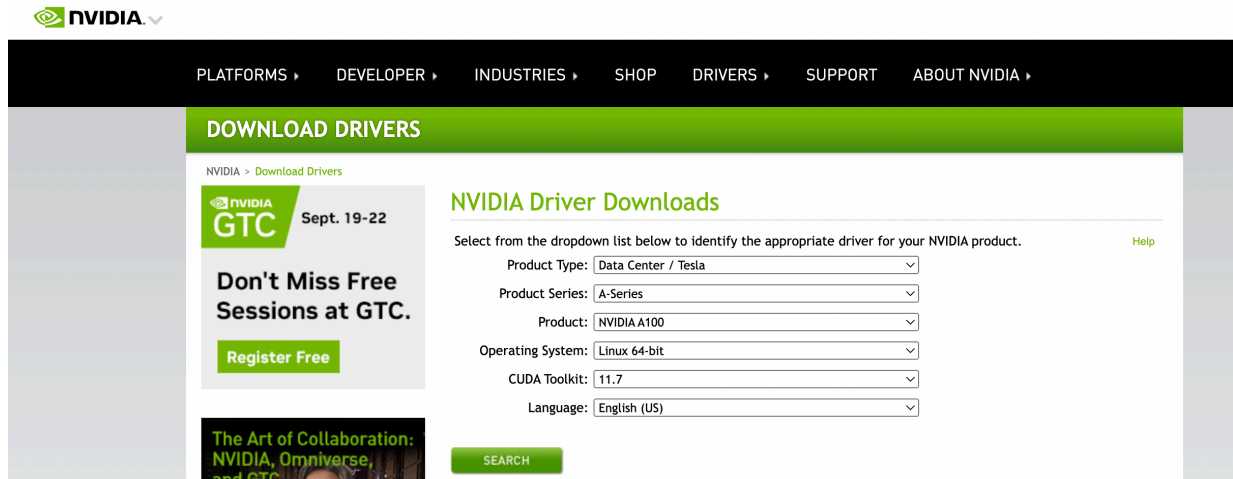 NVIDIA.
PLATFORMS DEVELOPER INDUSTRIES SHOP DRIVERS SUPPORT ABOUT NVIDIA
DOWNLOAD DRIVERS
NVIDIA > Download Drivers
NVIDIA
GTC
Sept. 19-22
Don't Miss Free
Sessions at GTC.
Register Free
The Art of Collaboration:
NVIDIA, Omniverse,
and GTC
NVIDIA Driver Downloads
Select from the dropdown list below to identify the appropriate driver for your NVIDIA product.
Help
Product Type: Data Center / Tesla
Product Series: A-Series
Product: NVIDIA A100
Operating System: Linux 64-bit
CUDA Toolkit: 11.7
Language: English (US)
SEARCH